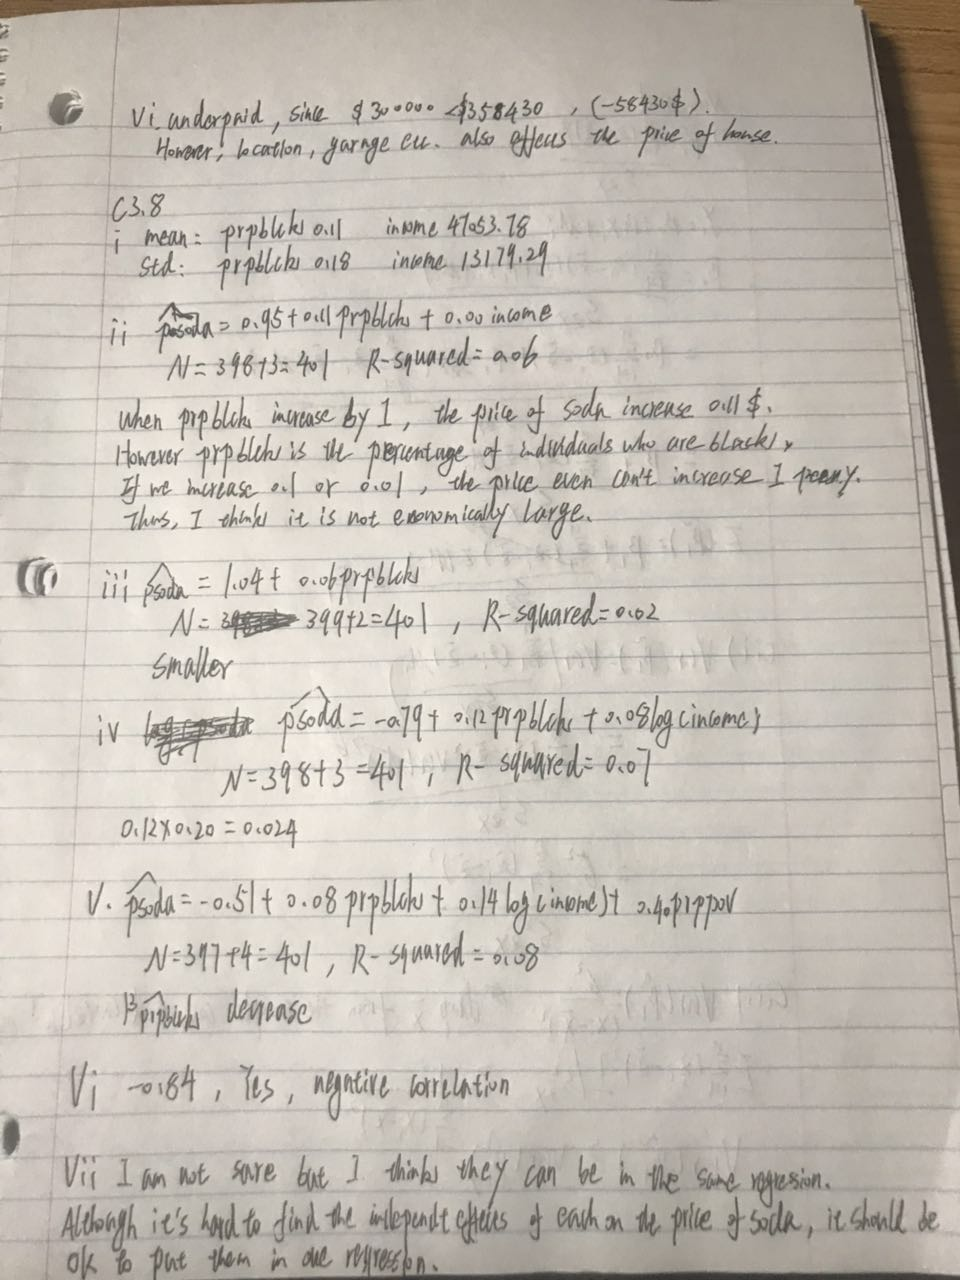 Vi underpaid, since $300000 <$358430 , (-58430$).
However, location, garage etc. also effects the price of house.
C3.8
i mean: prpblck 0.11 income 47053.78
std: prpblck 0.18 income 13179.29
ii psoda = 0.95+0.11 prpblck + 0.00 income
N = 398+3=401 R-squared = 0.06
When prpblck increase by 1, the price of soda increase 0.11 $.
However prpblck is the percentage of individuals who are black,
If we increase 0.1 or 0.01, the price even con't increase 1 peeny.
Thus, I think it is not economically large.
iii psoda = 1.04 + 0.06 prpblck
N = 399+2=401 , R-squared = 0.02
smaller
iv psoda = -0.79 + 0.12 prpblck + 0.08 log(income)
N = 398+3 = 401 , R- squared = 0.07
0.12×0.20 = 0.024
V. psoda = -0.51 + 0.08 prpblck + 0.14 log(income)+ 0.40prppov
N = 397+4 = 401 , R- squared = 0.08
β prpblck decrease
Vi -0.84 , Yes , negative correlation
Vii I am not sure but I think they can be in the same regresion.
Although it's hard to find the independt effects of each on the price of soda, it should be
ok to put them in one regression.